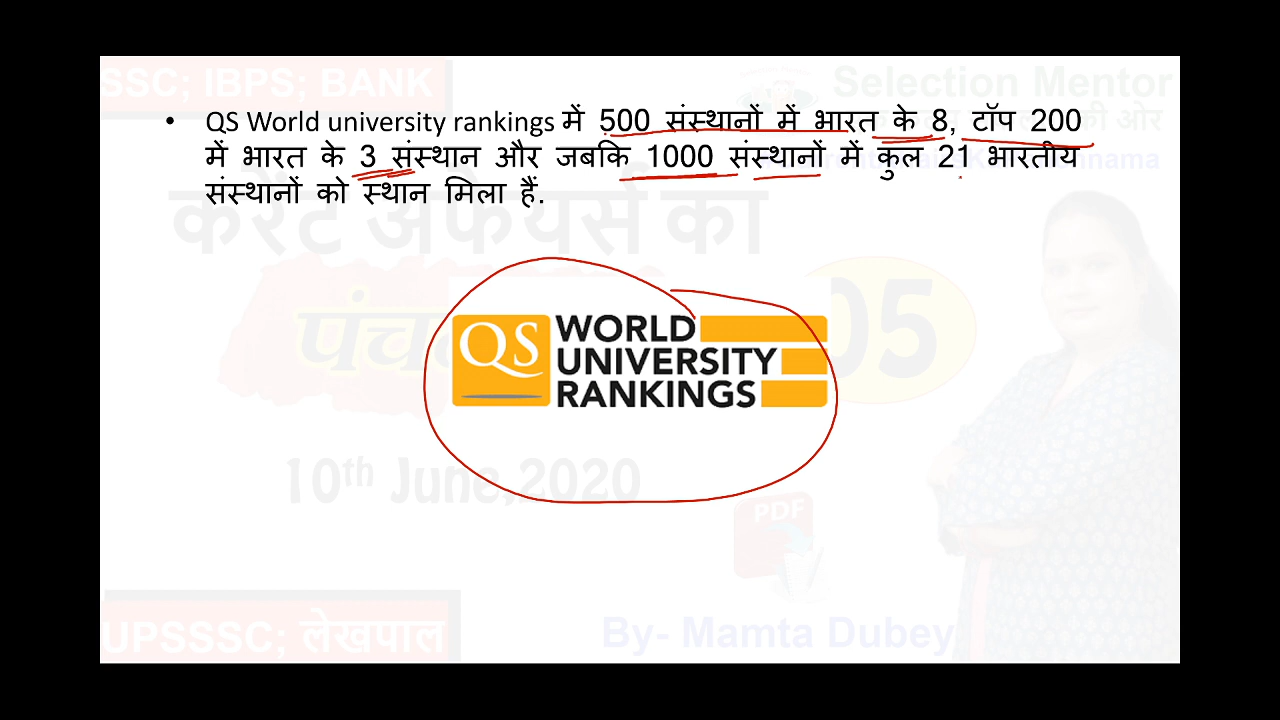 SSC; IBPS; BANK
Selection Mentor
• QS World university rankings में 500 संस्थानों में भारत के 8, टॉप 200
में भारत के 3 संस्थान और जबकि 1000 संस्थानों में कुल 21 भारतीय
संस्थानों को स्थान मिला हैं.
करेंट अफेयर्स का
05
QS WORLD
UNIVERSITY
RANKINGS
10th June,2020
PDF
UPSSSC; लेखपाल
By- Mamta Dubey